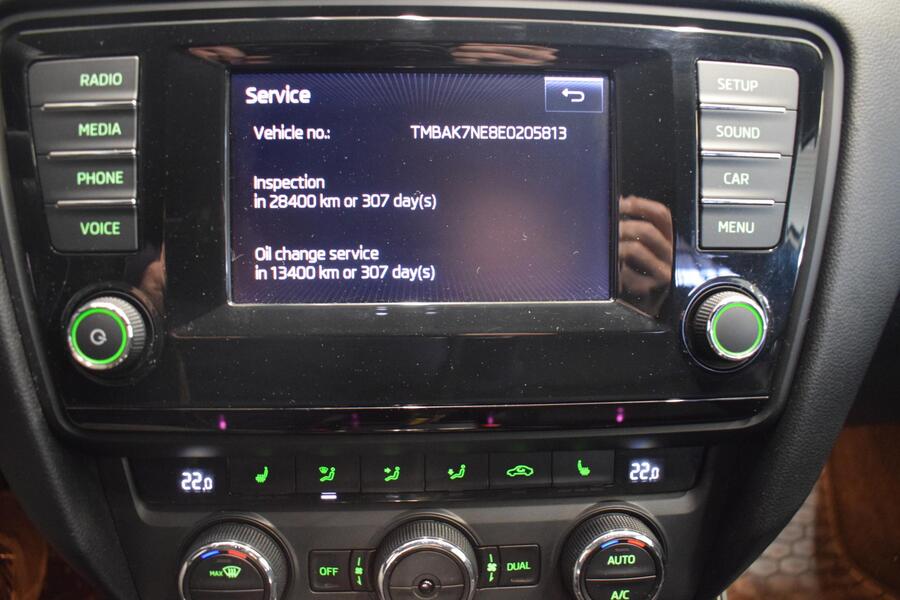 RADIO
MEDIA
PHONE
VOICE
Service
Vehicle no.: TMBAK7NE8E0205813
Inspection
in 28400 km or 307 day(s)
Oil change service
in 13400 km or 307 day(s)
SETUP
SOUND
CAR
MENU
22.0
22.0
MAX
OFF
DUAL
AUTO
A/C